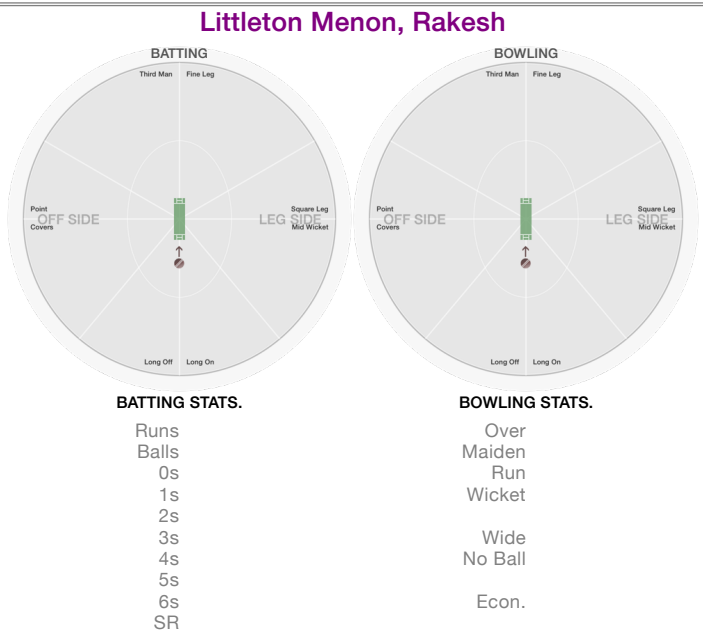 Littleton Menon, Rakesh
BATTING BOWLING
Third Man Fine Leg Third Man Fine Leg
Point Square Leg Point Square Leg
OFF SIDE LEG SIDE OFF SIDE LEG SIDE
Covers Mid Wicket Covers Mid Wicket
Long Off Long On Long Off Long On
BATTING STATS. BOWLING STATS.
Runs Over
Balls Maiden
0s Run
1s Wicket
2s
3s Wide
4s No Ball
5s
6s Econ.
SR